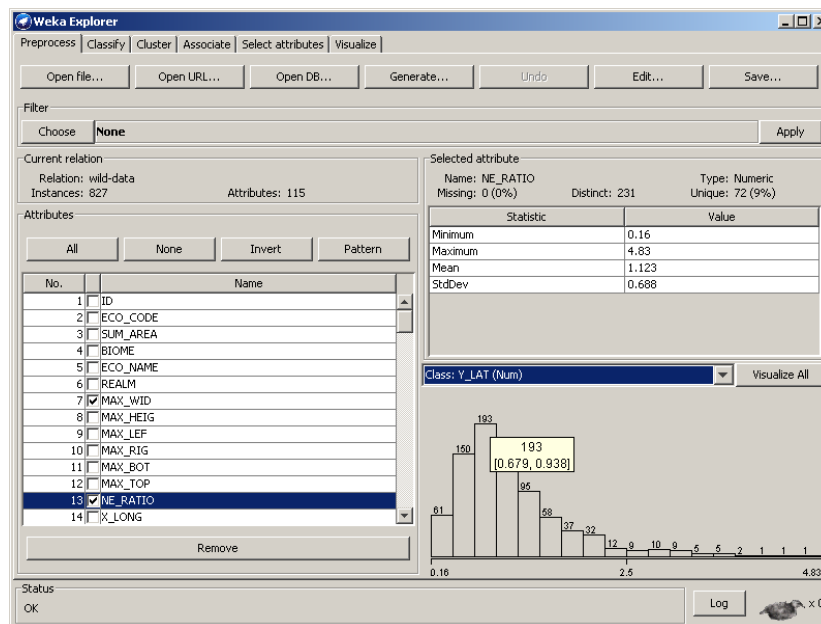 Weka Explorer
Preprocess Classify Cluster Associate Select attributes Visualize
Open file... Open URL... Open DB... Generate... Undo Edit... Save...
Filter
Choose None Apply
Current relation
Relation: wild-data
Instances: 827 Attributes: 115
Attributes
All None Invert Pattern
No. Name
1 ID
2 ECO_CODE
3 SUM_AREA
4 BIOME
5 ECO_NAME
6 REALM
7 MAX_WID
8 MAX_HEIG
9 MAX_LEF
10 MAX_RIG
11 MAX_BOT
12 MAX_TOP
13 NE_RATIO
14 X_LONG
Remove
Selected attribute
Name: NE_RATIO Type: Numeric
Missing: 0 (0%) Distinct: 231 Unique: 72 (9%)
Statistic Value
Minimum 0.16
Maximum 4.83
Mean 1.123
StdDev 0.688
Class: Y_LAT (Num) Visualize All
193
150
193
[0.679, 0.938]
95
61
58
37
32
12 9 10 9 5 5 2 1 1 1
0.16 2.5 4.83
Status
OK
Log x 0